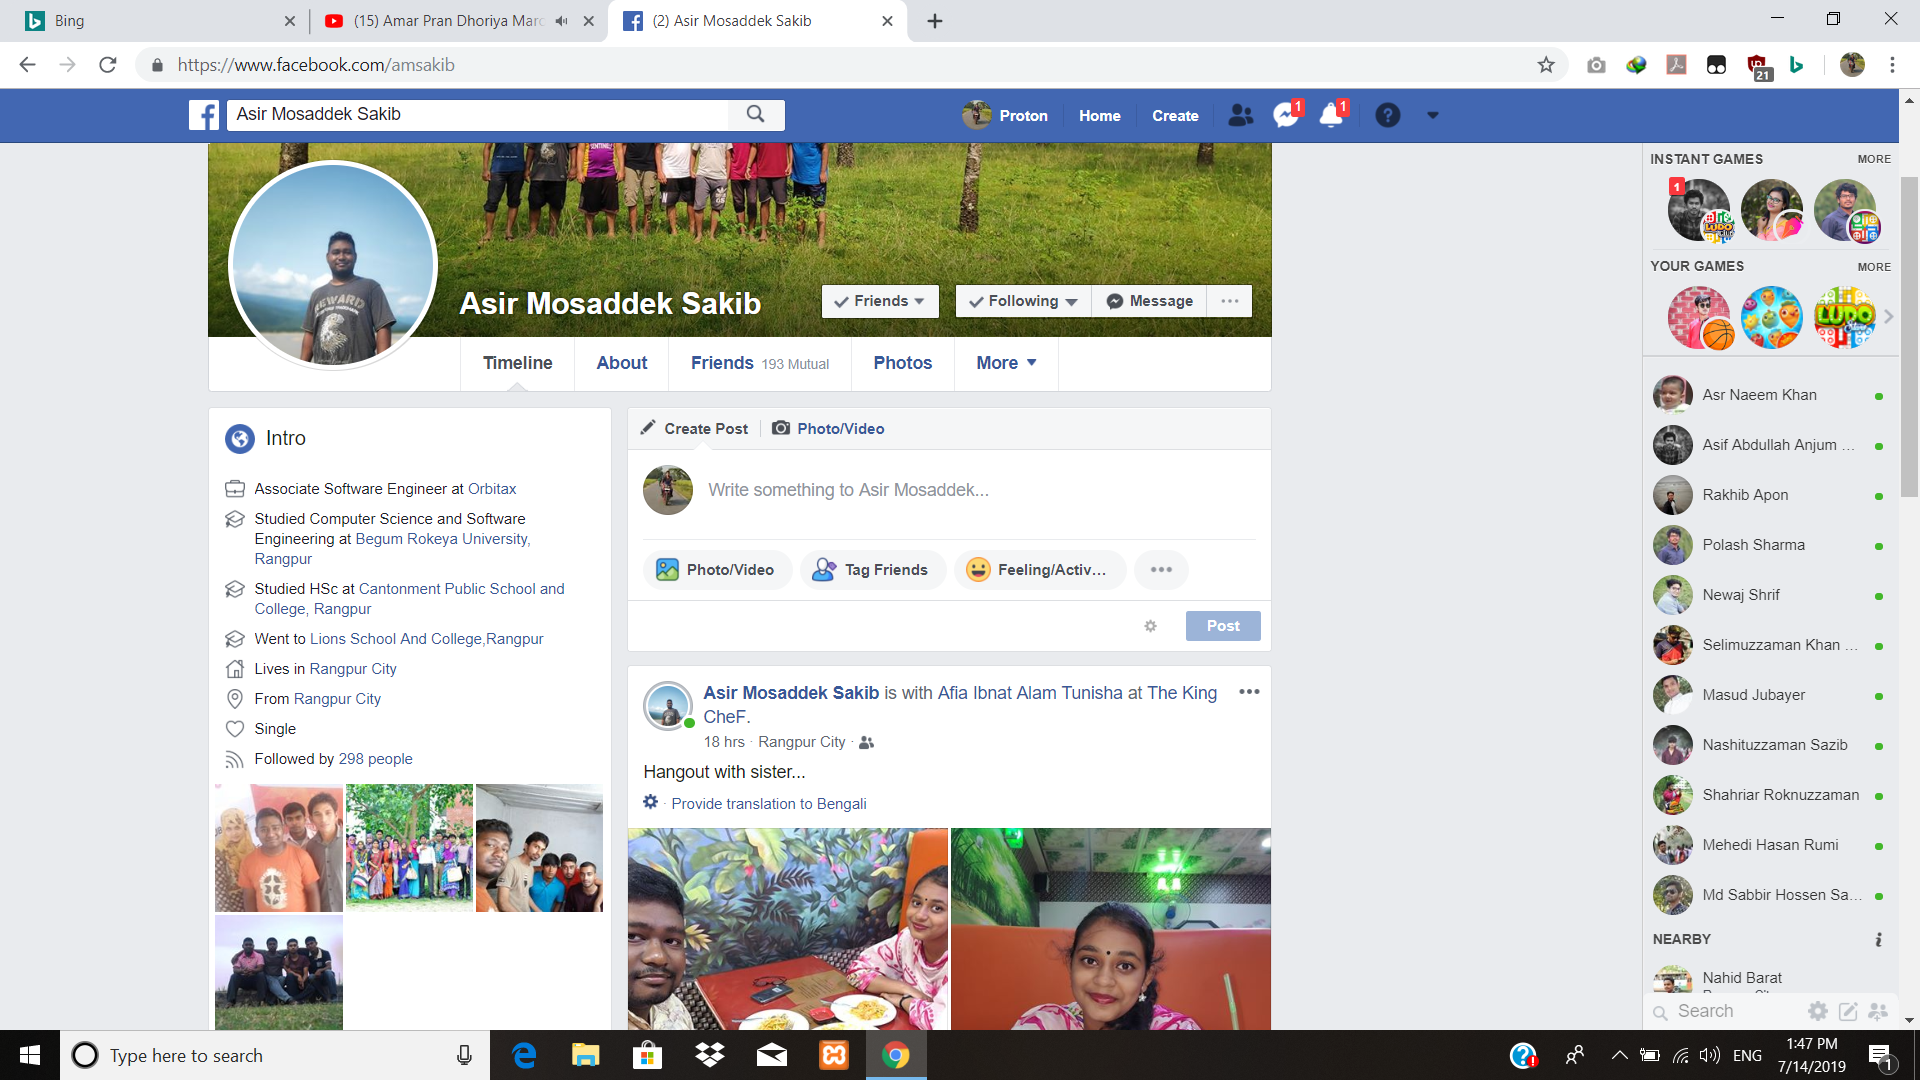 Bing
(15) Amar Pran Dhoriya Maro
(2) Asir Mosaddek Sakib
https://www.facebook.com/amsakib
21
Asir Mosaddek Sakib
Proton
Home
Create
1
1
Asir Mosaddek Sakib
Friends
Following
Message
Timeline
About
Friends 193 Mutual
Photos
More
Intro
Associate Software Engineer at Orbitax
Studied Computer Science and Software
Engineering at Begum Rokeya University,
Rangpur
Studied HSc at Cantonment Public School and
College, Rangpur
Went to Lions School And College,Rangpur
Lives in Rangpur City
From Rangpur City
Single
Followed by 298 people
Create Post
Photo/Video
Write something to Asir Mosaddek...
Photo/Video
Tag Friends
Feeling/Activ...
Post
Asir Mosaddek Sakib is with Afia Ibnat Alam Tunisha at The King
CheF.
18 hrs · Rangpur City ·
Hangout with sister...
· Provide translation to Bengali
INSTANT GAMES
MORE
1
LUDO
YOUR GAMES
MORE
LUDO
Asr Naeem Khan
Asif Abdullah Anjum ...
Rakhib Apon
Polash Sharma
Newaj Shrif
Selimuzzaman Khan ...
Masud Jubayer
Nashituzzaman Sazib
Shahriar Roknuzzaman
Mehedi Hasan Rumi
Md Sabbir Hossen Sa...
NEARBY
Nahid Barat
Search
Type here to search
ENG
1:47 PM
7/14/2019
1